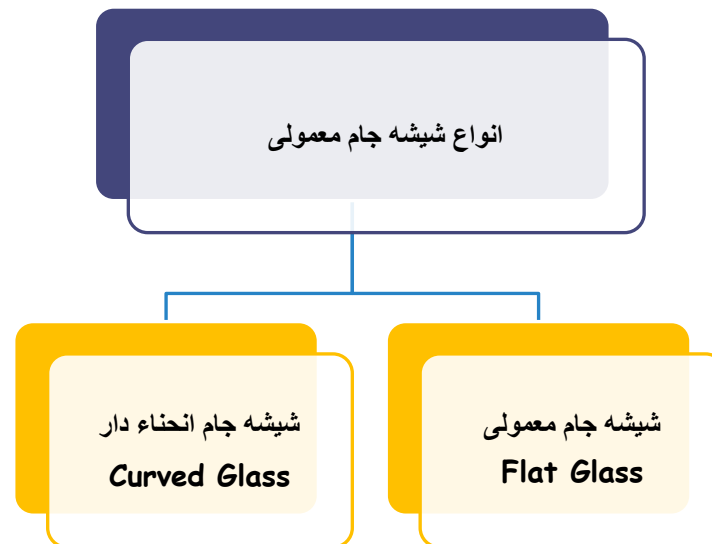 انواع شیشه جام معمولی
شیشه جام معمولی
Flat Glass
شیشه جام انحناء دار
Curved Glass